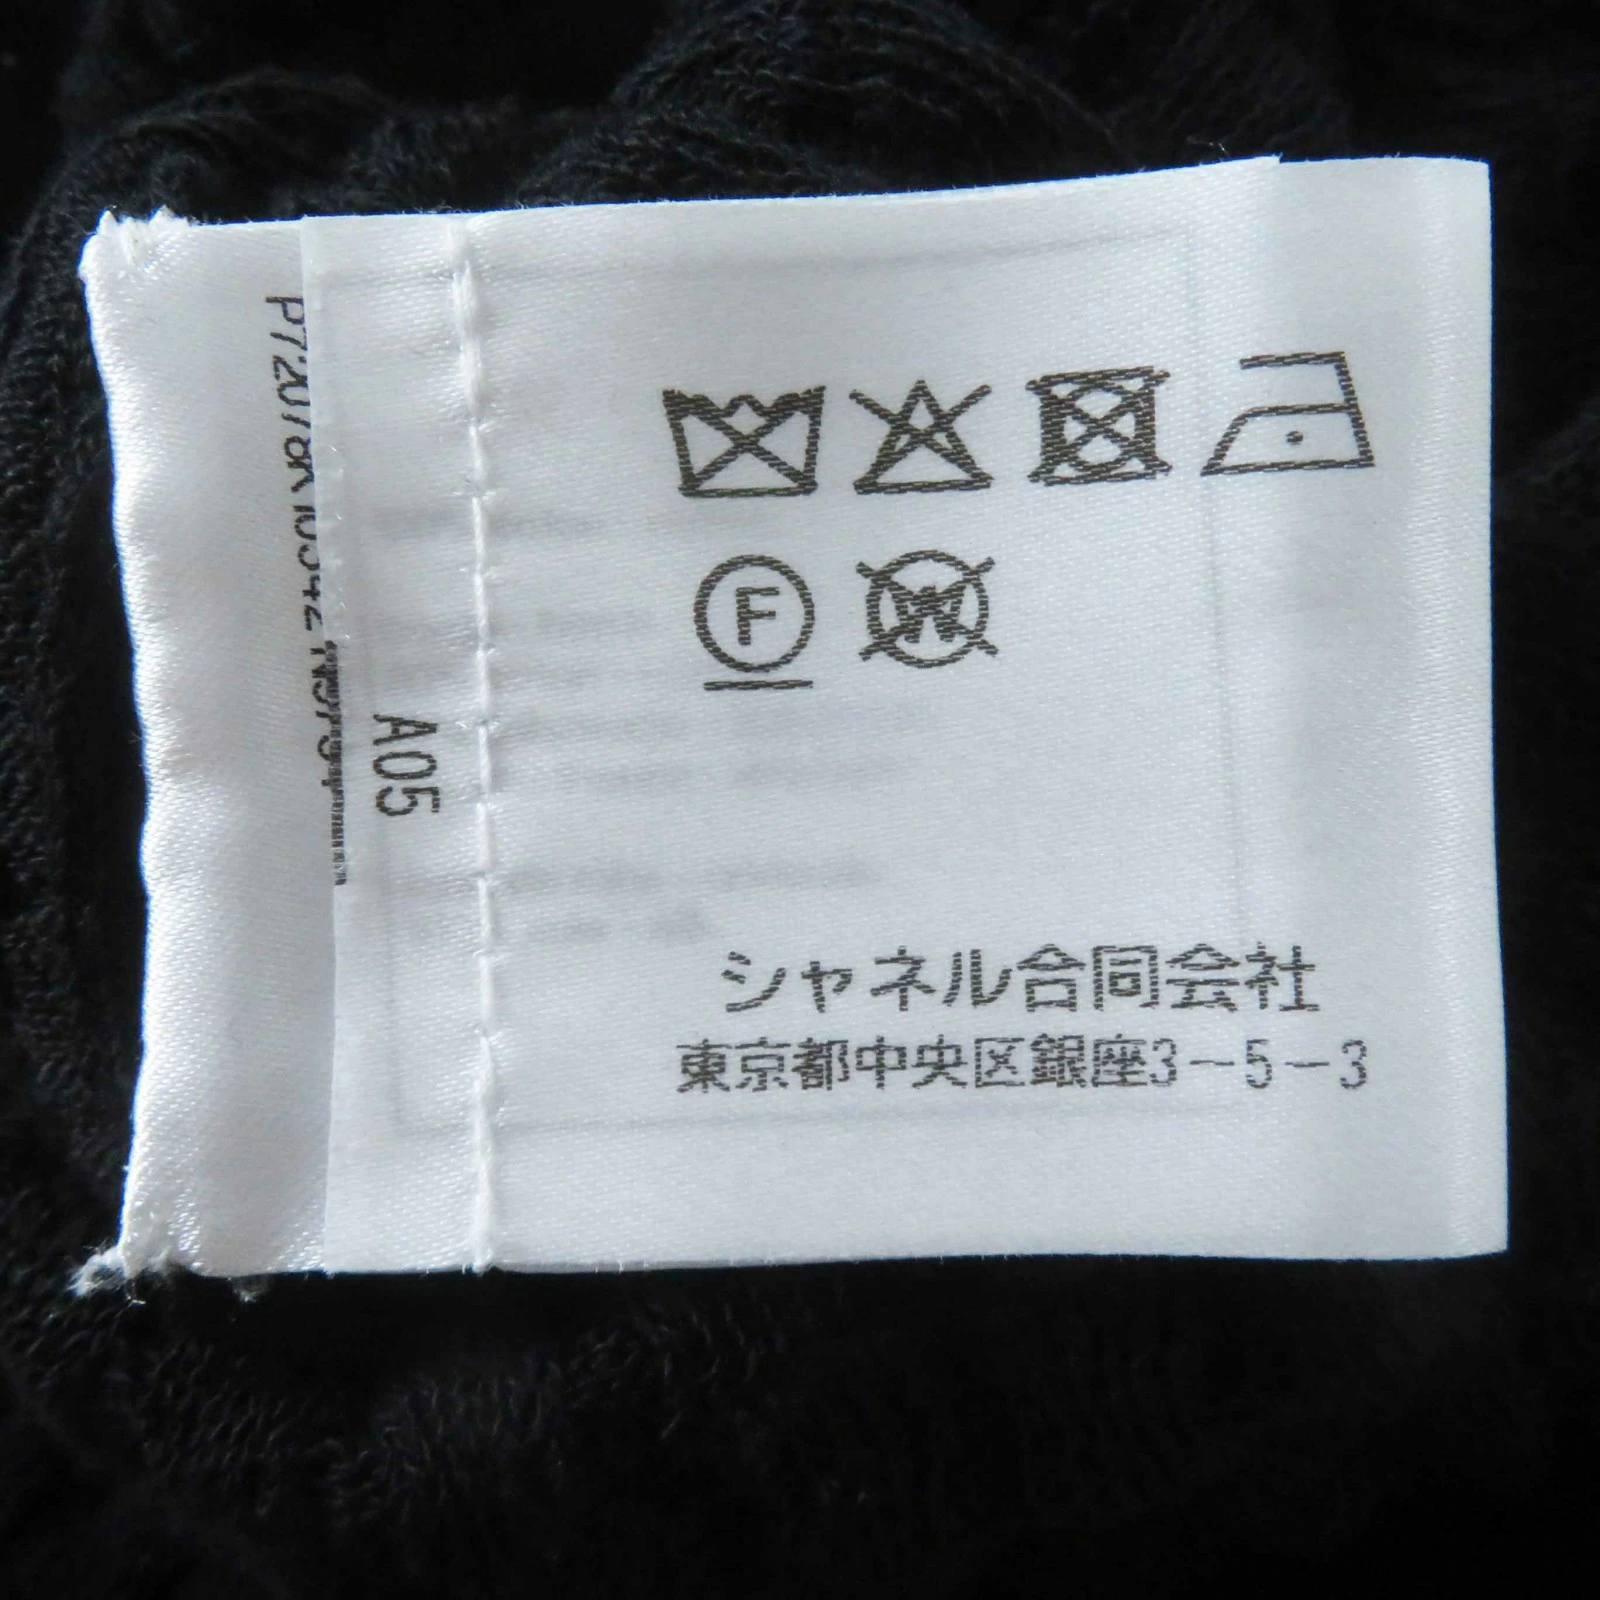 F
W
A05
シャネル合同会社
東京都中央区銀座3-5-3